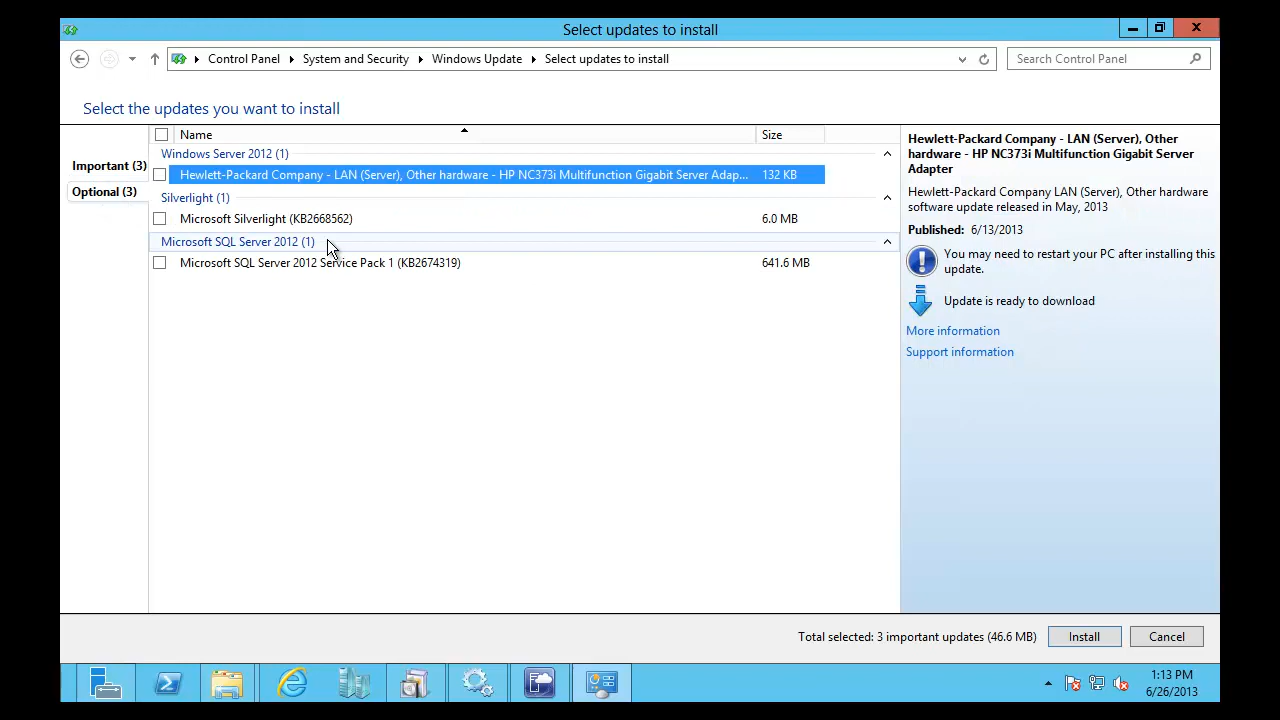 Select updates to install
Control Panel
System and Security
Windows Update
Select updates to install
Search Control Panel
Select the updates you want to install
Name
Size
Important (3)
Optional (3)
Windows Server 2012 (1)
Hewlett-Packard Company - LAN (Server), Other hardware - HP NC373i Multifunction Gigabit Server Adap...
132 KB
Silverlight (1)
Microsoft Silverlight (KB2668562)
6.0 MB
Microsoft SQL Server 2012 (1)
Microsoft SQL Server 2012 Service Pack 1 (KB2674319)
641.6 MB
Hewlett-Packard Company - LAN (Server), Other
hardware - HP NC373i Multifunction Gigabit Server
Adapter
Hewlett-Packard Company LAN (Server), Other hardware
software update released in May, 2013
Published: 6/13/2013
You may need to restart your PC after installing this
update.
Update is ready to download
More information
Support information
Total selected: 3 important updates (46.6 MB)
Install
Cancel
1:13 PM
6/26/2013